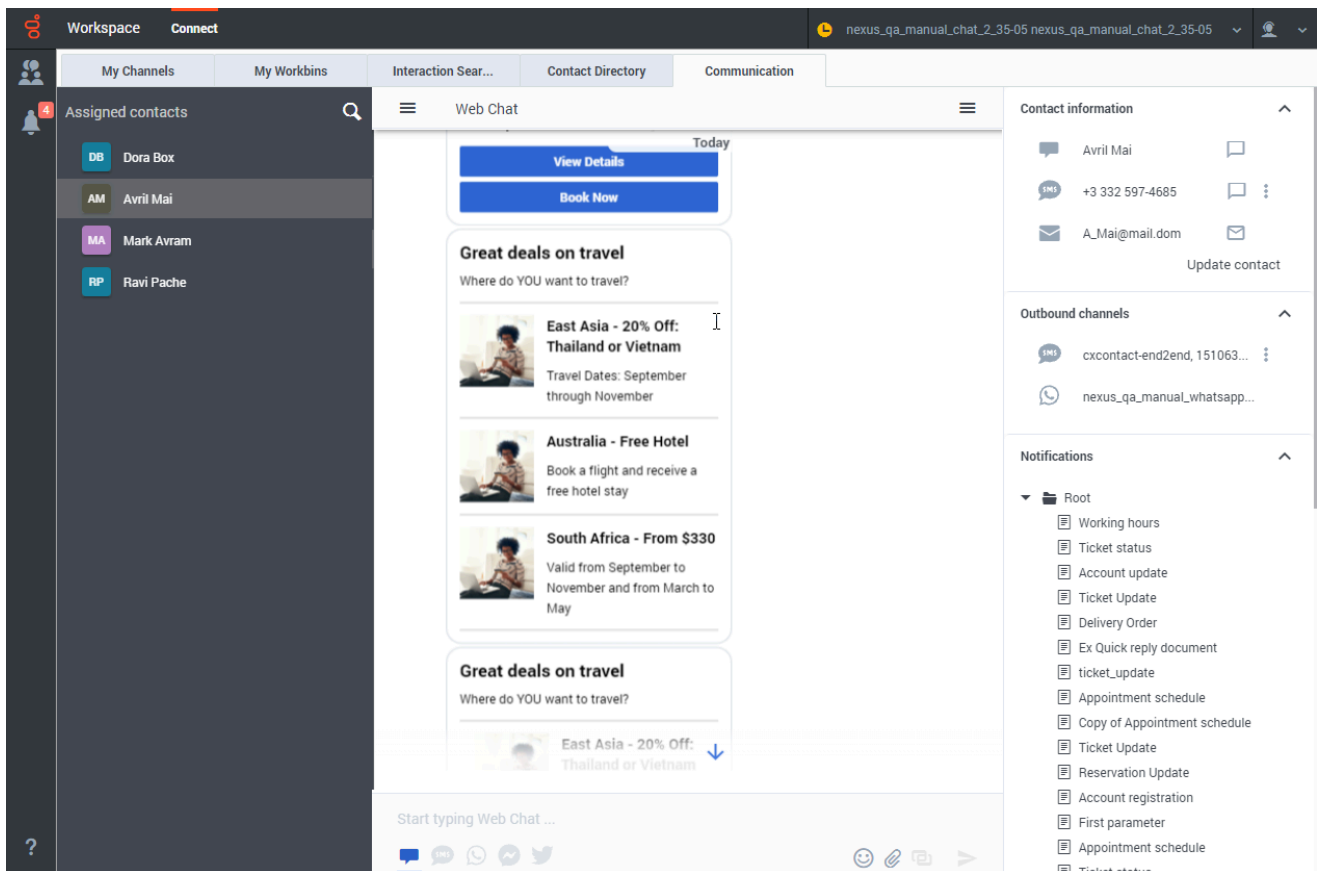 Workspace
Connect
nexus_qa_manual_chat_2_35-05 nexus_qa_manual_chat_2_35-05
My Channels
My Workbins
Interaction Sear...
Contact Directory
Communication
4
Assigned contacts
DB
Dora Box
AM
Avril Mai
MA
Mark Avram
RP
Ravi Pache
Web Chat
Today
View Details
Book Now
Great deals on travel
Where do YOU want to travel?
East Asia - 20% Off:
Thailand or Vietnam
Travel Dates: September
through November
Australia - Free Hotel
Book a flight and receive a
free hotel stay
South Africa - From $330
Valid from September to
November and from March to
May
Great deals on travel
Where do YOU want to travel?
East Asia - 20% Off:
Thailand or Vietnam
Start typing Web Chat ...
SMS
?
Contact information
Avril Mai
SMS
+3 332 597-4685
A_Mai@mail.dom
Update contact
Outbound channels
SMS
cxcontact-end2end, 151063...
nexus_qa_manual_whatsapp...
Notifications
Root
Working hours
Ticket status
Account update
Ticket Update
Delivery Order
Ex Quick reply document
ticket_update
Appointment schedule
Copy of Appointment schedule
Ticket Update
Reservation Update
Account registration
First parameter
Appointment schedule
Ticket status